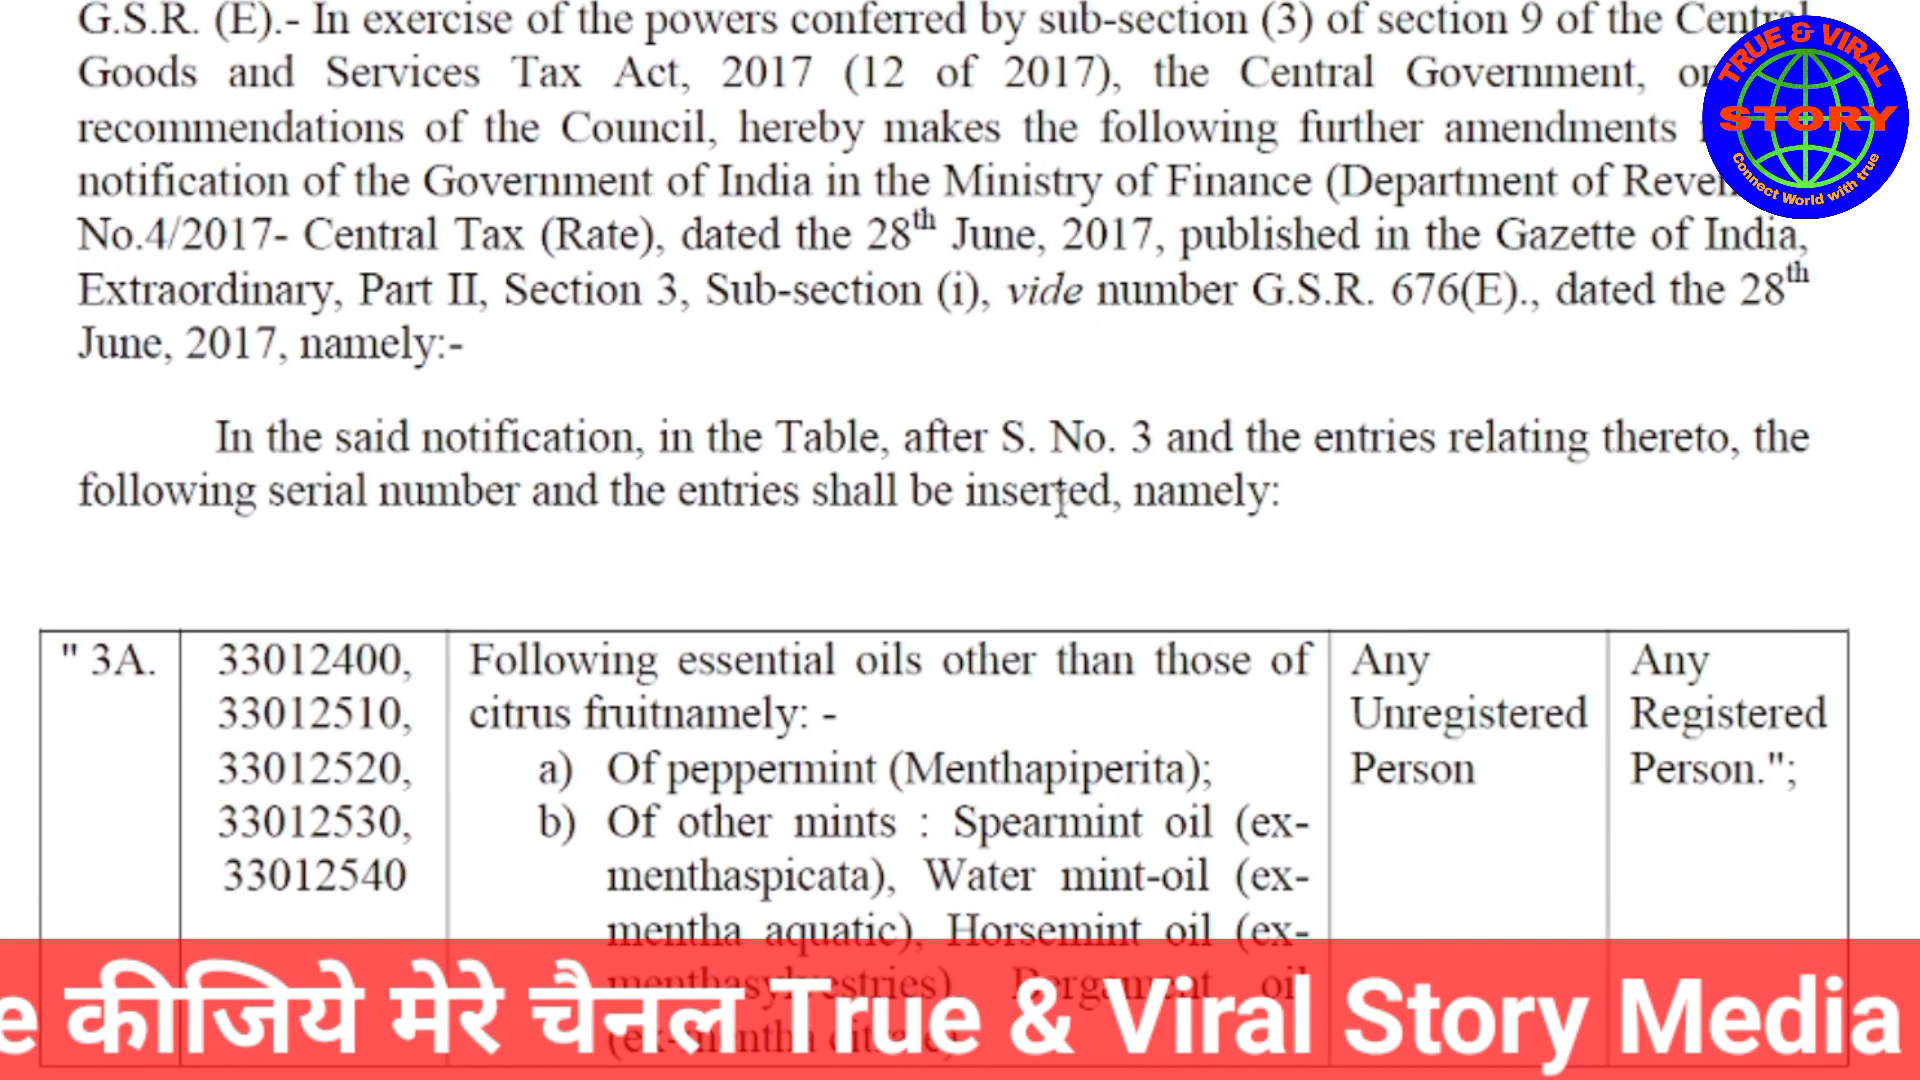 G.S.R. (E).- In exercise of the powers conferred by sub-section (3) of section 9 of the Central
Goods and Services Tax Act, 2017 (12 of 2017), the Central Government, on
recommendations of the Council, hereby makes the following further amendments
notification of the Government of India in the Ministry of Finance (Department of
No.4/2017- Central Tax (Rate), dated the 28th June, 2017, published in the Gazette of India,
Extraordinary, Part II, Section 3, Sub-section (i), vide number G.S.R. 676(E)., dated the 28th
June, 2017, namely:-
TRUE & VIRAL
STORY
Connect World with true
In the said notification, in the Table, after S. No. 3 and the entries relating thereto, the
following serial number and the entries shall be inserted, namely:
" 3A.
33012400,
33012510,
33012520,
33012530,
33012540
Following essential oils other than those of
citrus fruitnamely: -
a) Of peppermint (Menthapiperita);
b) Of other mints : Spearmint oil (ex-
menthaspicata), Water mint-oil (ex-
mentha aquatic), Horsemint oil (ex-
menthasylvestries) oil
(ex-mentha
Any
Unregistered
Person
Any
Registered
Person.";
e कीजिये मेरे चैनल True & Viral Story Media